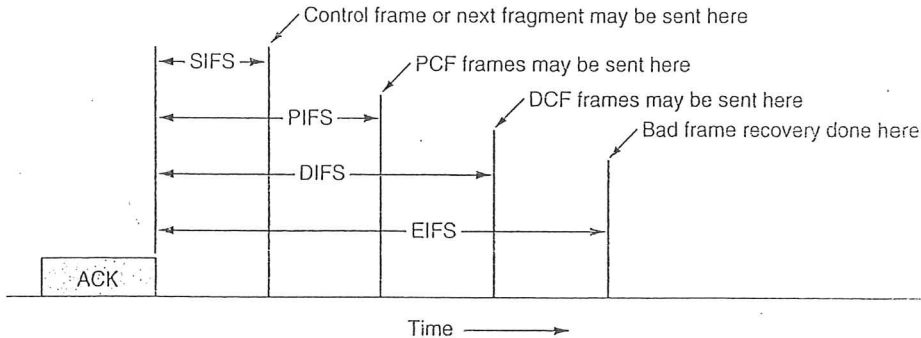 Control frame or next fragment may be sent here
SIFS
PCF frames may be sent here
PIFS
DCF frames may be sent here
Bad frame recovery done here
DIFS
EIFS
ACK
Time